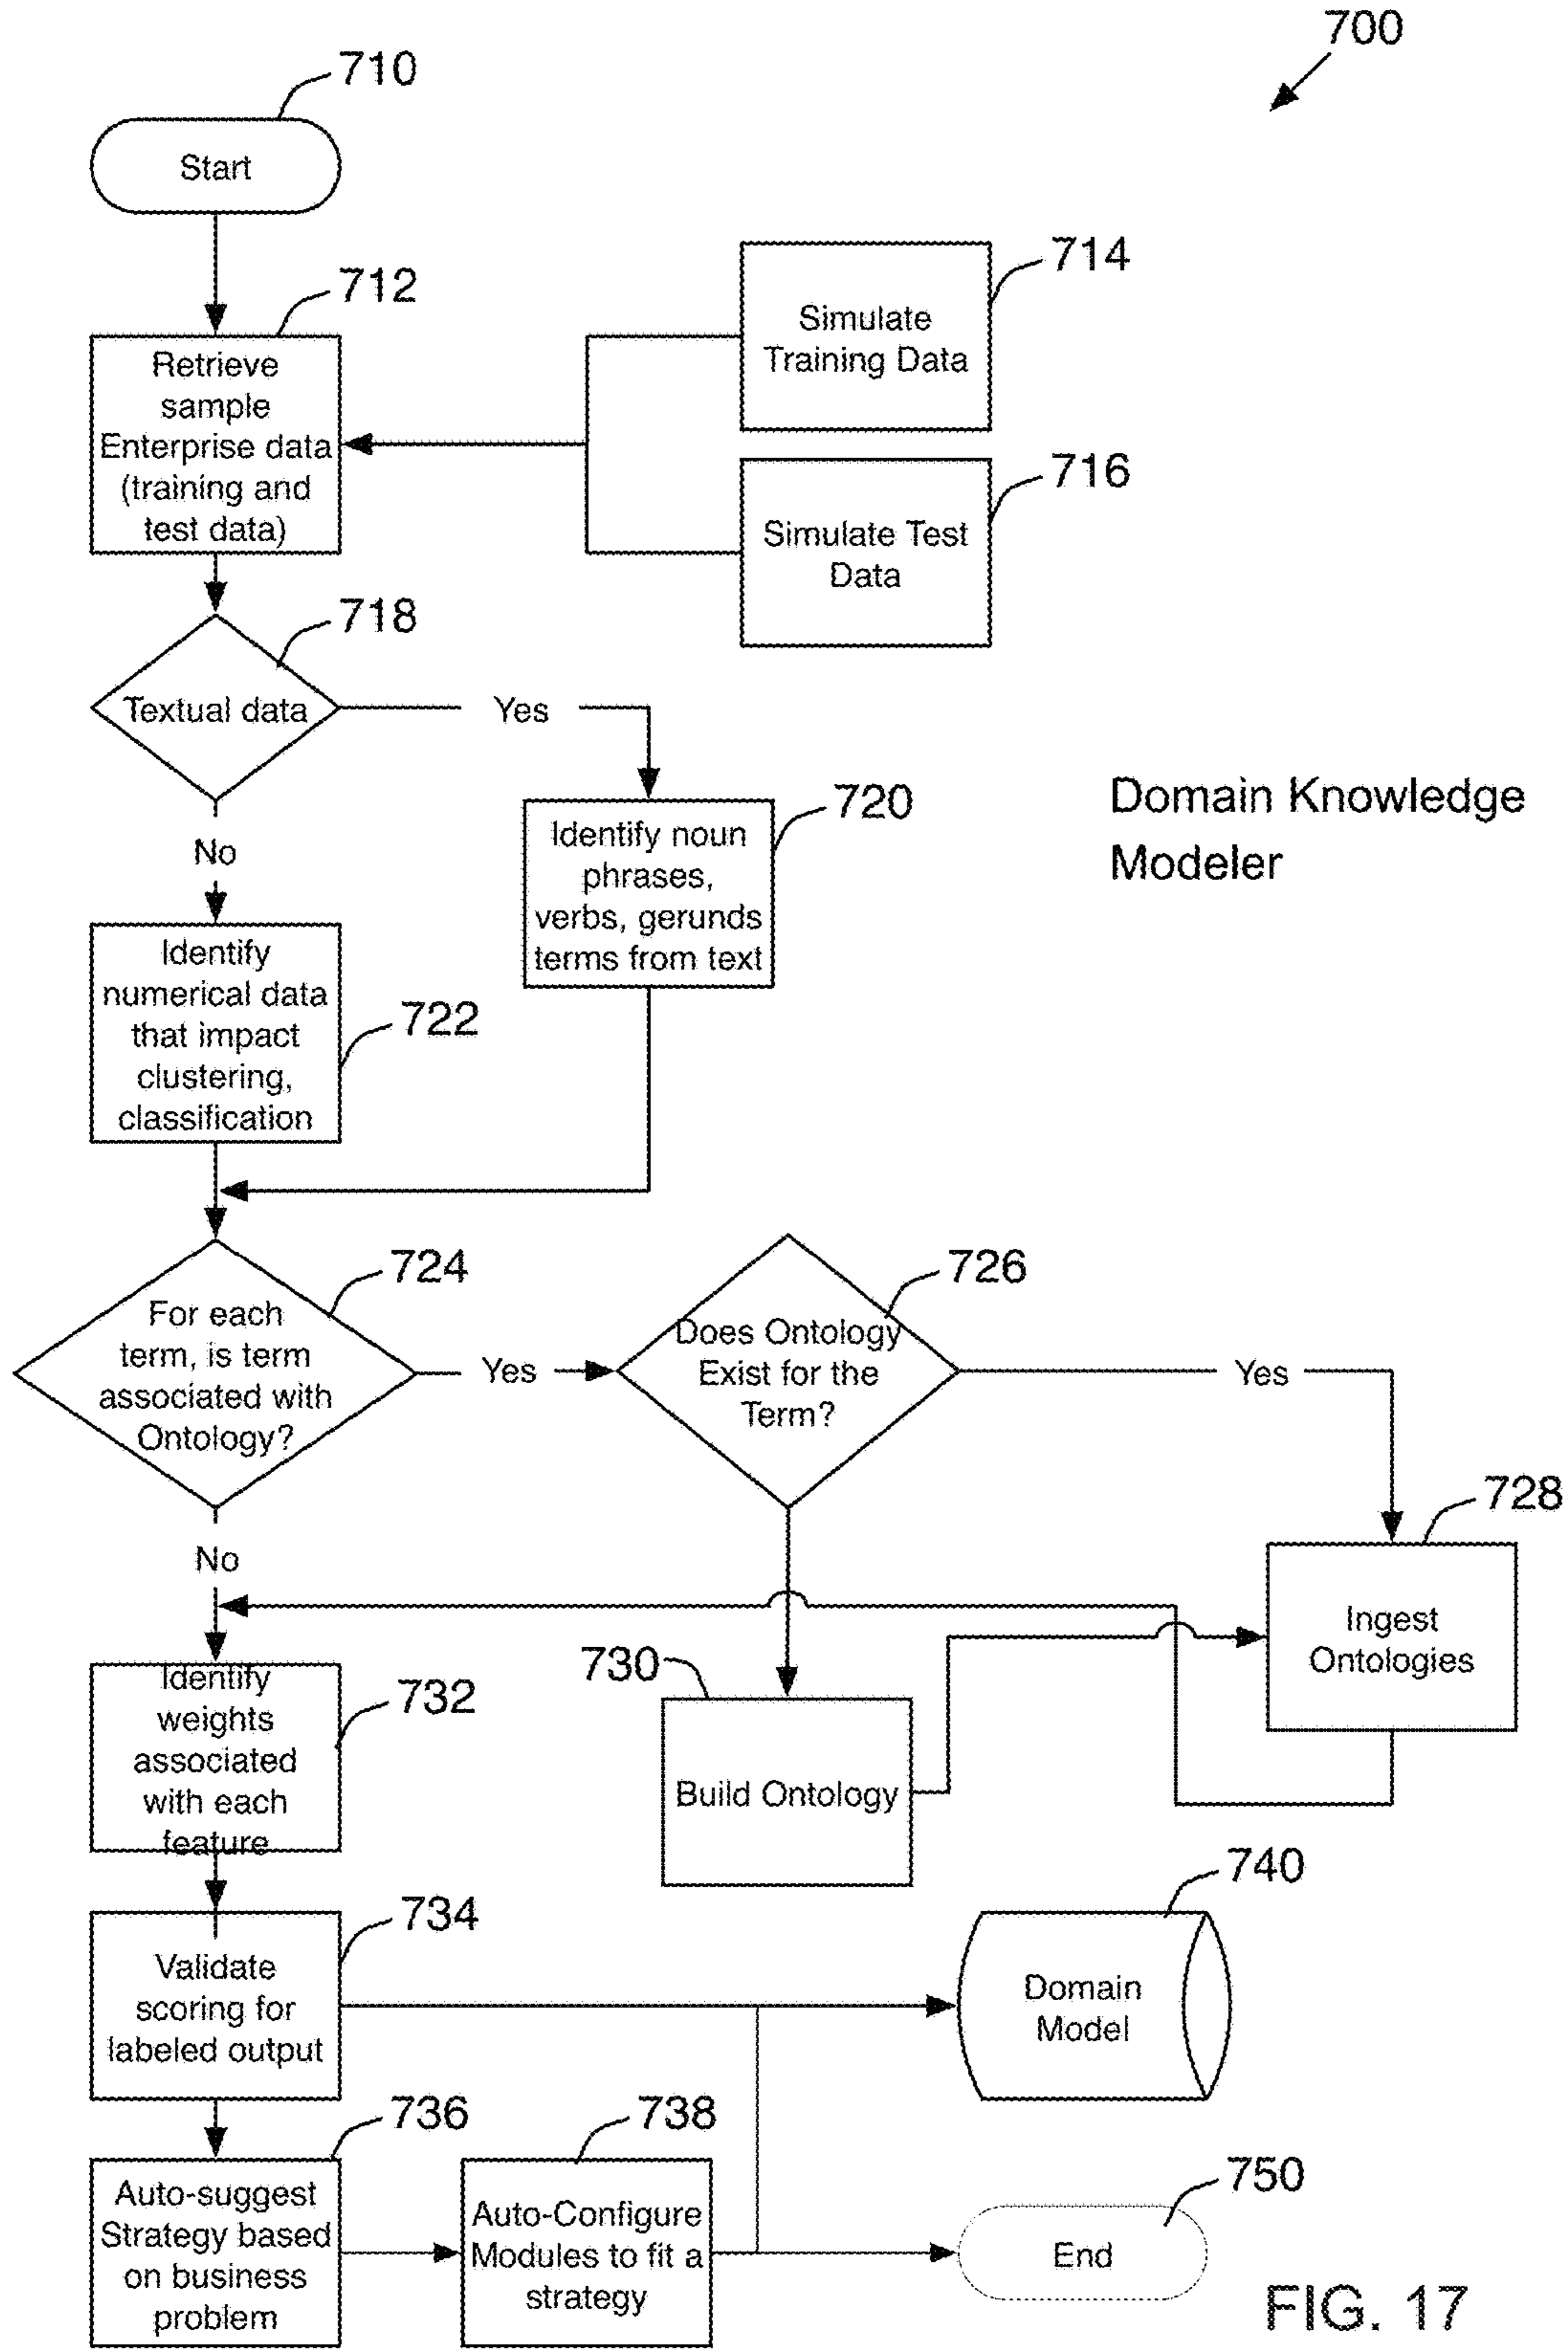 700
710
Start
712
Retrieve
sample
Enterprise data
(training and
test data)
714
Simulate
Training Data
716
Simulate Test
Data
718
Textual data
Yes
No
720
Identify noun
phrases,
verbs, gerunds
terms from text
Domain Knowledge
Modeler
722
Identify
numerical data
that impact
clustering,
classification
724
For each
term, is term
associated with
Ontology?
Yes
No
726
Does Ontology
Exist for the
Term?
Yes
728
Ingest
Ontologies
730
Build Ontology
732
Identify
weights
associated
with each
feature
734
Validate
scoring for
labeled output
740
Domain
Model
736
Auto-suggest
Strategy based
on business
problem
738
Auto-Configure
Modules to fit a
strategy
750
End
FIG. 17